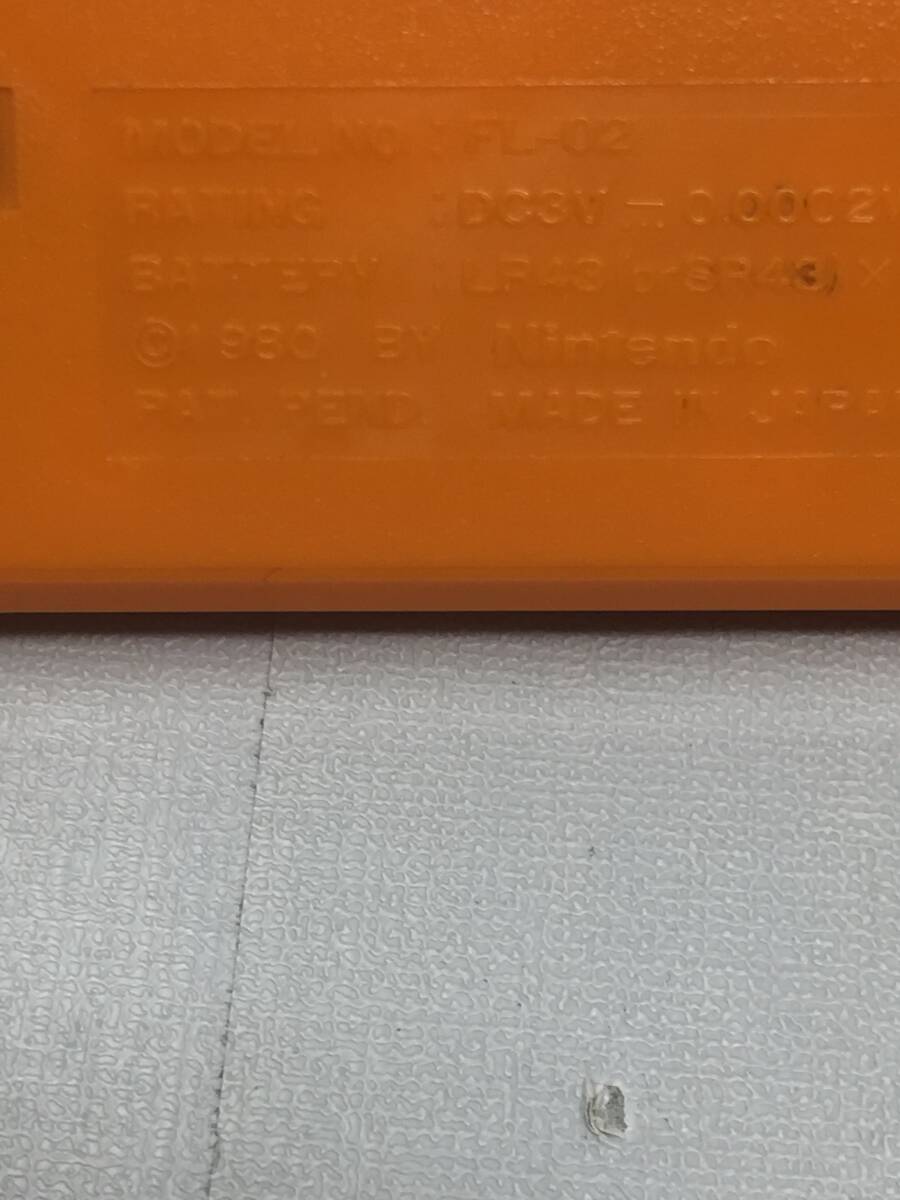 MODEL NO. : FL-02
RATING : DC3V ⎓ 0.0002W
BATTERY : LR43 (or SR43) ×
©1980 BY Nintendo
PAT. PEND. MADE IN JAPAN